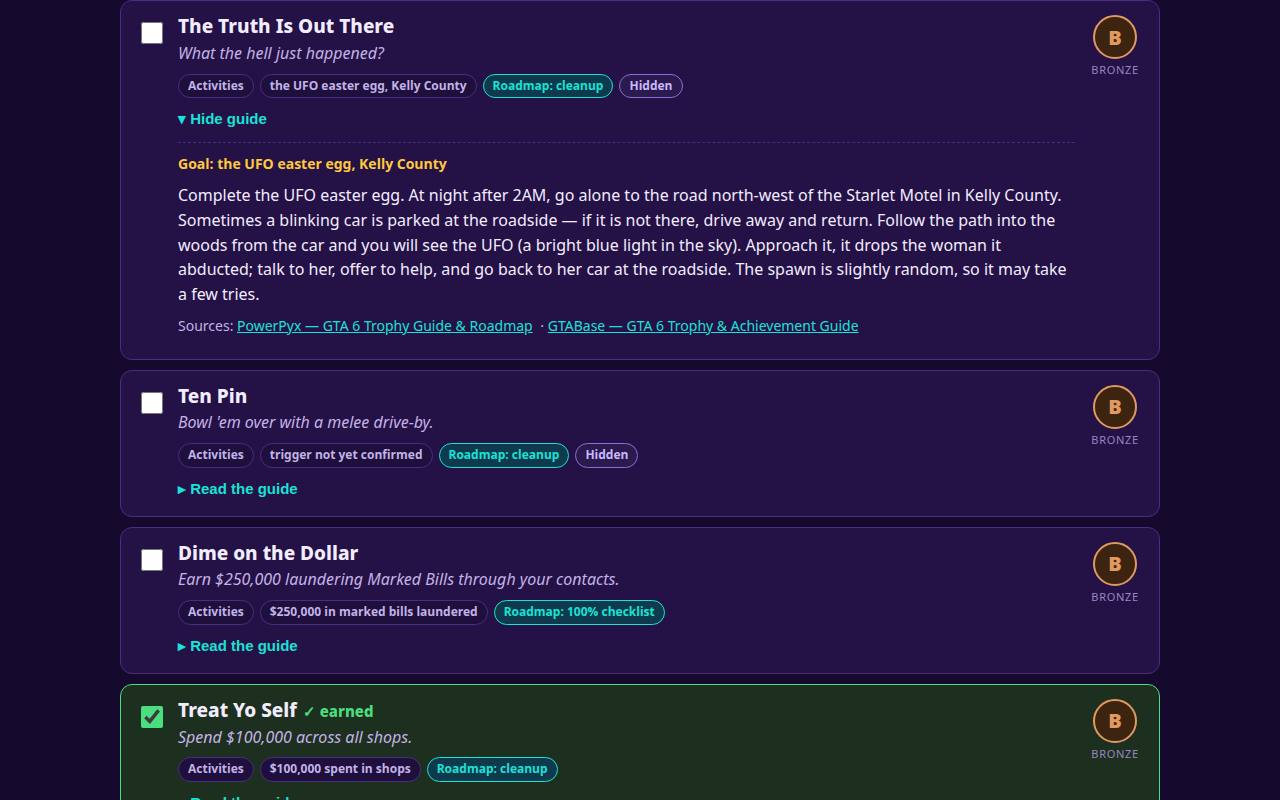 The Truth Is Out There
What the hell just happened?
Activities the UFO easter egg, Kelly County Roadmap: cleanup Hidden
▾ Hide guide
Goal: the UFO easter egg, Kelly County
Complete the UFO easter egg. At night after 2AM, go alone to the road north-west of the Starlet Motel in Kelly County.
Sometimes a blinking car is parked at the roadside — if it is not there, drive away and return. Follow the path into the
woods from the car and you will see the UFO (a bright blue light in the sky). Approach it, it drops the woman it
abducted; talk to her, offer to help, and go back to her car at the roadside. The spawn is slightly random, so it may take
a few tries.
Sources: PowerPyx — GTA 6 Trophy Guide & Roadmap · GTABase — GTA 6 Trophy & Achievement Guide
B
BRONZE
Ten Pin
Bowl 'em over with a melee drive-by.
Activities trigger not yet confirmed Roadmap: cleanup Hidden
▸ Read the guide
B
BRONZE
Dime on the Dollar
Earn $250,000 laundering Marked Bills through your contacts.
Activities $250,000 in marked bills laundered Roadmap: 100% checklist
▸ Read the guide
B
BRONZE
Treat Yo Self ✓ earned
Spend $100,000 across all shops.
Activities $100,000 spent in shops Roadmap: cleanup
B
BRONZE